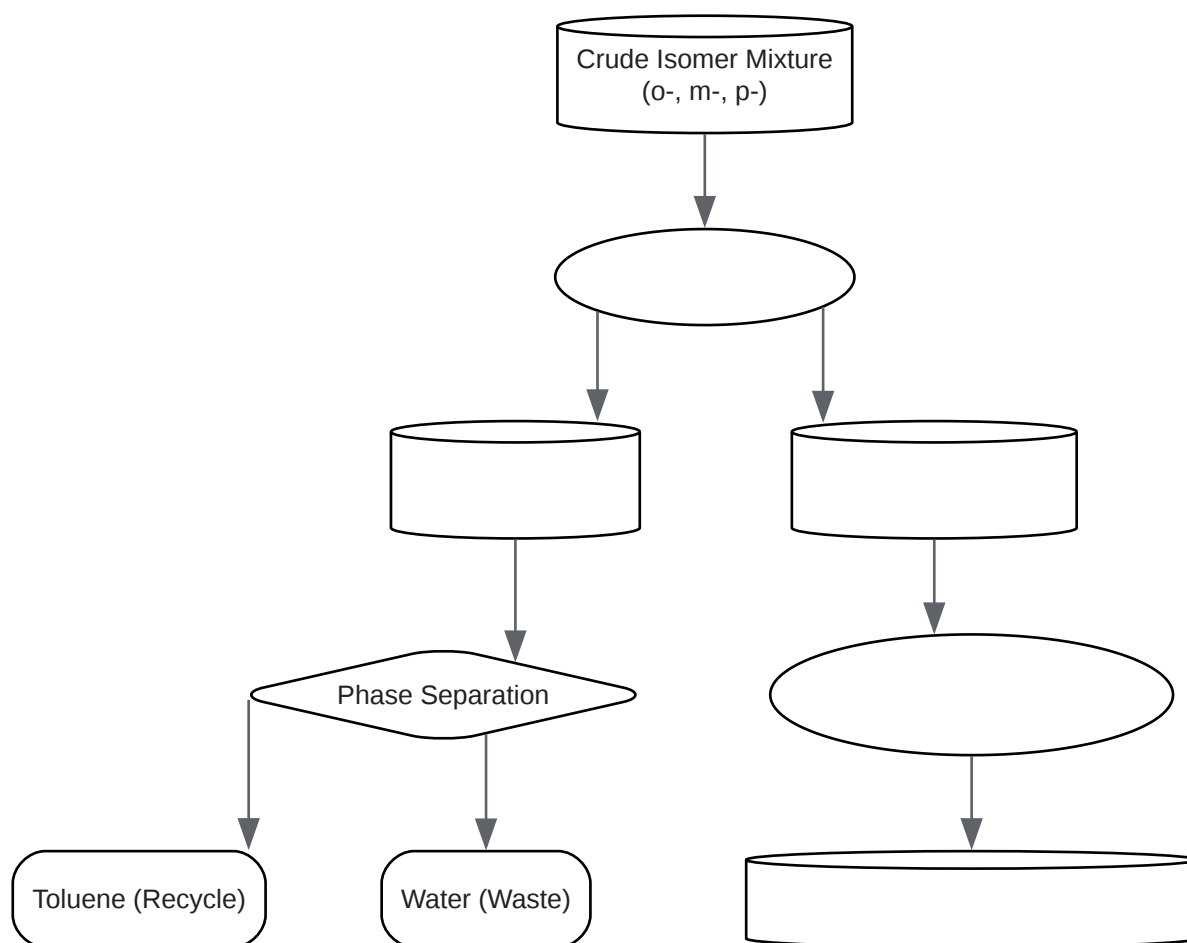 Crude Isomer Mixture
(o-, m-, p-)
Phase Separation
Toluene (Recycle)
Water (Waste)